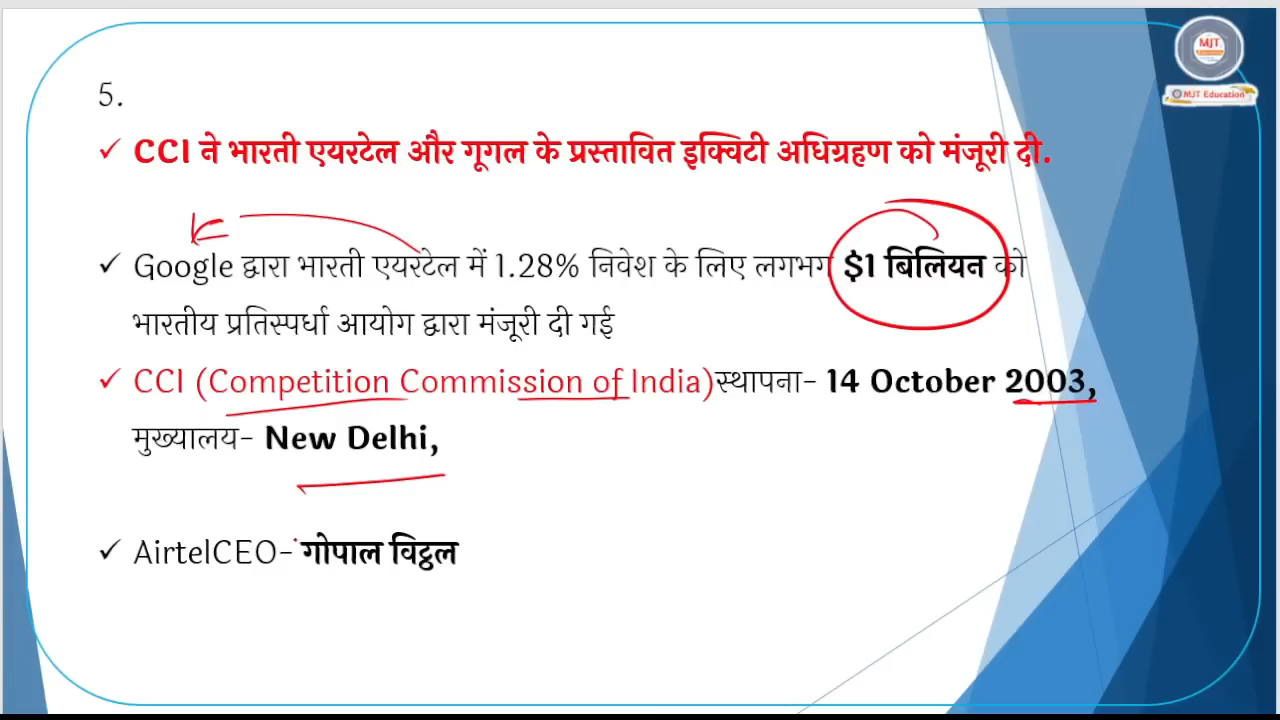 MJT
MJT Education
5.
✓ CCI ने भारती एयरटेल और गूगल के प्रस्तावित इक्विटी अधिग्रहण को मंजूरी दी.
✓ Google द्वारा भारती एयरटेल में 1.28% निवेश के लिए लगभग $1 बिलियन को
भारतीय प्रतिस्पर्धा आयोग द्वारा मंजूरी दी गई
✓ CCI (Competition Commission of India)स्थापना- 14 October 2003,
मुख्यालय- New Delhi,
✓ AirtelCEO- गोपाल विट्ठल